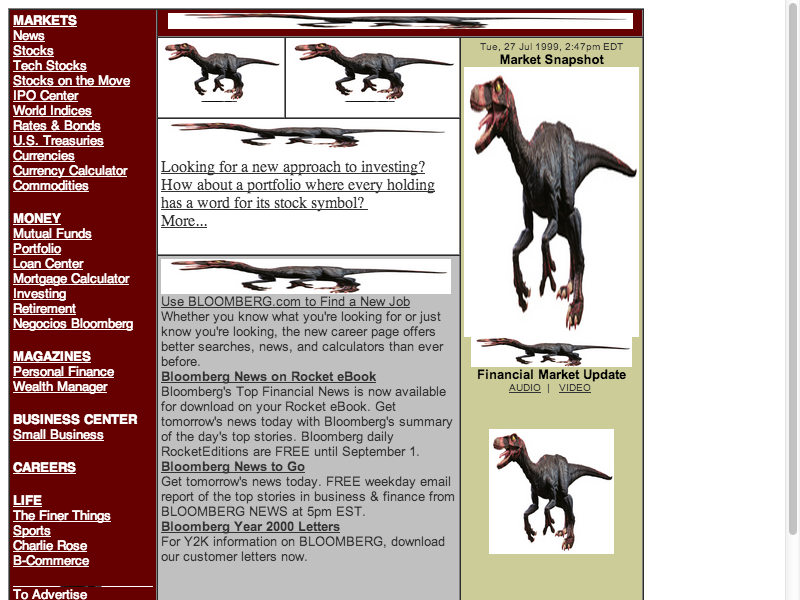 MARKETS
News
Stocks
Tech Stocks
Stocks on the Move
IPO Center
World Indices
Rates & Bonds
U.S. Treasuries
Currencies
Currency Calculator
Commodities
MONEY
Mutual Funds
Portfolio
Loan Center
Mortgage Calculator
Investing
Retirement
Negocios Bloomberg
MAGAZINES
Personal Finance
Wealth Manager
BUSINESS CENTER
Small Business
CAREERS
LIFE
The Finer Things
Sports
Charlie Rose
B-Commerce
To Advertise
Looking for a new approach to investing?
How about a portfolio where every holding
has a word for its stock symbol?
More...
Use BLOOMBERG.com to Find a New Job
Whether you know what you're looking for or just
know you're looking, the new career page offers
better searches, news, and calculators than ever
before.
Bloomberg News on Rocket eBook
Bloomberg's Top Financial News is now available
for download on your Rocket eBook. Get
tomorrow's news today with Bloomberg's summary
of the day's top stories. Bloomberg daily
RocketEditions are FREE until September 1.
Bloomberg News to Go
Get tomorrow's news today. FREE weekday email
report of the top stories in business & finance from
BLOOMBERG NEWS at 5pm EST.
Bloomberg Year 2000 Letters
For Y2K information on BLOOMBERG, download
our customer letters now.
Tue, 27 Jul 1999, 2:47pm EDT
Market Snapshot
Financial Market Update
AUDIO | VIDEO